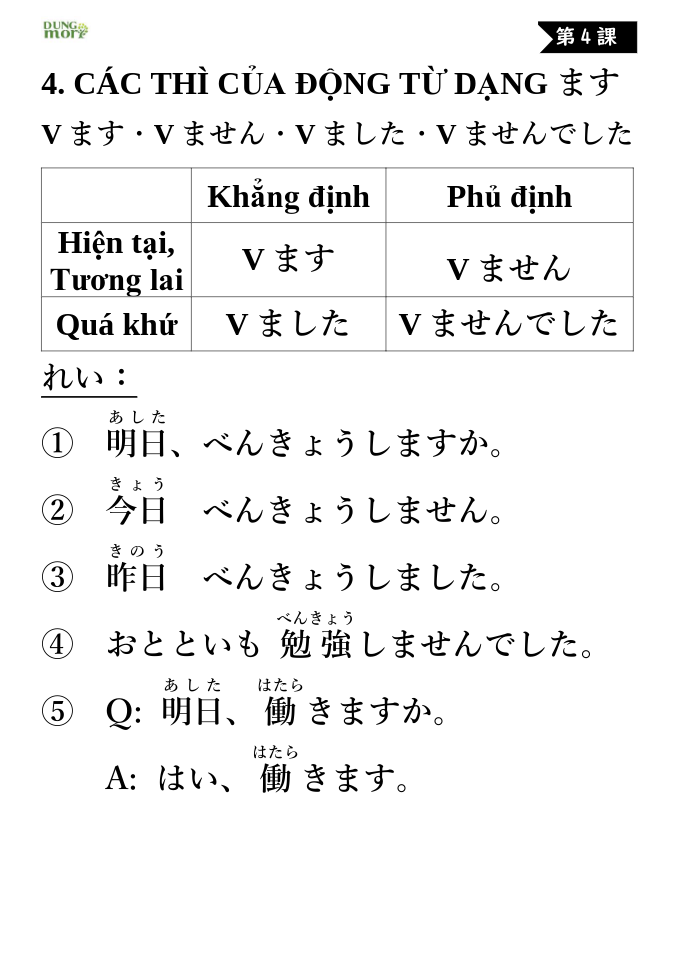 DUNG
mori
第4課
4. CÁC THÌ CỦA ĐỘNG TỪ DẠNG ます
V ます・V ません・V ました・V ませんでした
Khẳng định Phủ định
Hiện tại,
Tương lai V ます V ません
Quá khứ V ました V ませんでした
れい：
あした
① 明日、べんきょうしますか。
きょう
② 今日　べんきょうしません。
きのう
③ 昨日　べんきょうしました。
べんきょう
④ おとといも 勉強しませんでした。
あした はたら
⑤ Q: 明日、働きますか。
はたら
A: はい、働きます。